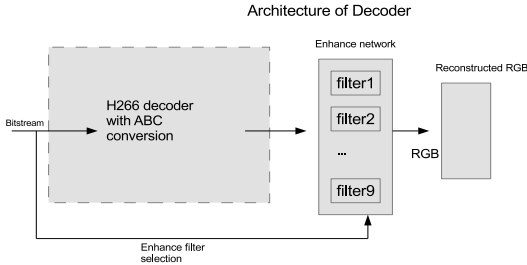 Architecture of Decoder
Enhance network
Reconstructed RGB
filter1
H266 decoder
with ABC
conversion
filter2
Bitstream
...
RGB
filter9
Enhance filter
selection